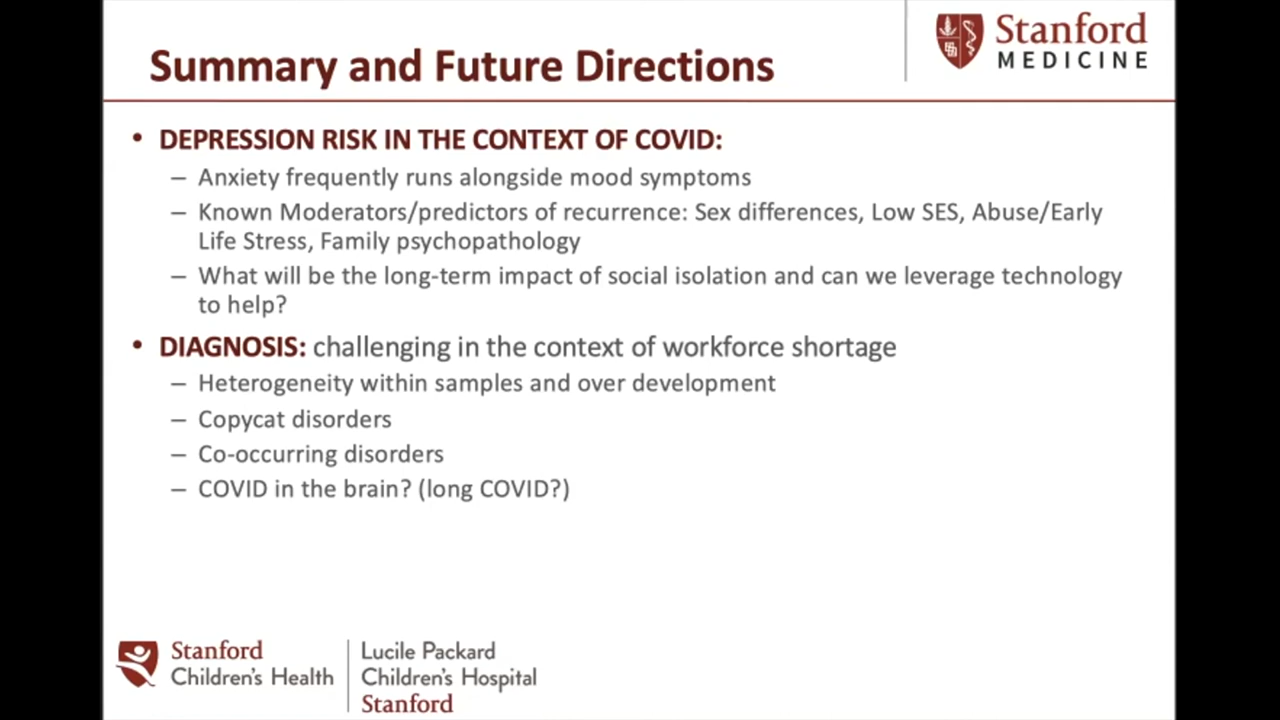 Summary and Future Directions
Stanford
MEDICINE
• DEPRESSION RISK IN THE CONTEXT OF COVID:
– Anxiety frequently runs alongside mood symptoms
– Known Moderators/predictors of recurrence: Sex differences, Low SES, Abuse/Early
Life Stress, Family psychopathology
– What will be the long-term impact of social isolation and can we leverage technology
to help?
• DIAGNOSIS: challenging in the context of workforce shortage
– Heterogeneity within samples and over development
– Copycat disorders
– Co-occurring disorders
– COVID in the brain? (long COVID?)
Stanford
Children's Health
Lucile Packard
Children's Hospital
Stanford